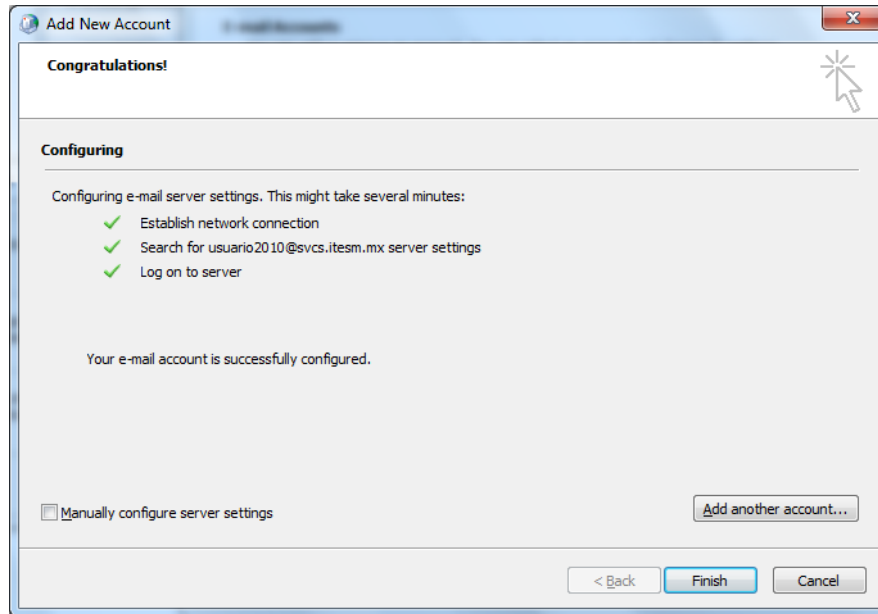 Add New Account
Congratulations!
Configuring
Configuring e-mail server settings. This might take several minutes:
Establish network connection
Search for usuario2010@svcs.itesm.mx server settings
Log on to server
Your e-mail account is successfully configured.
Manually configure server settings
Add another account...
< Back
Finish
Cancel